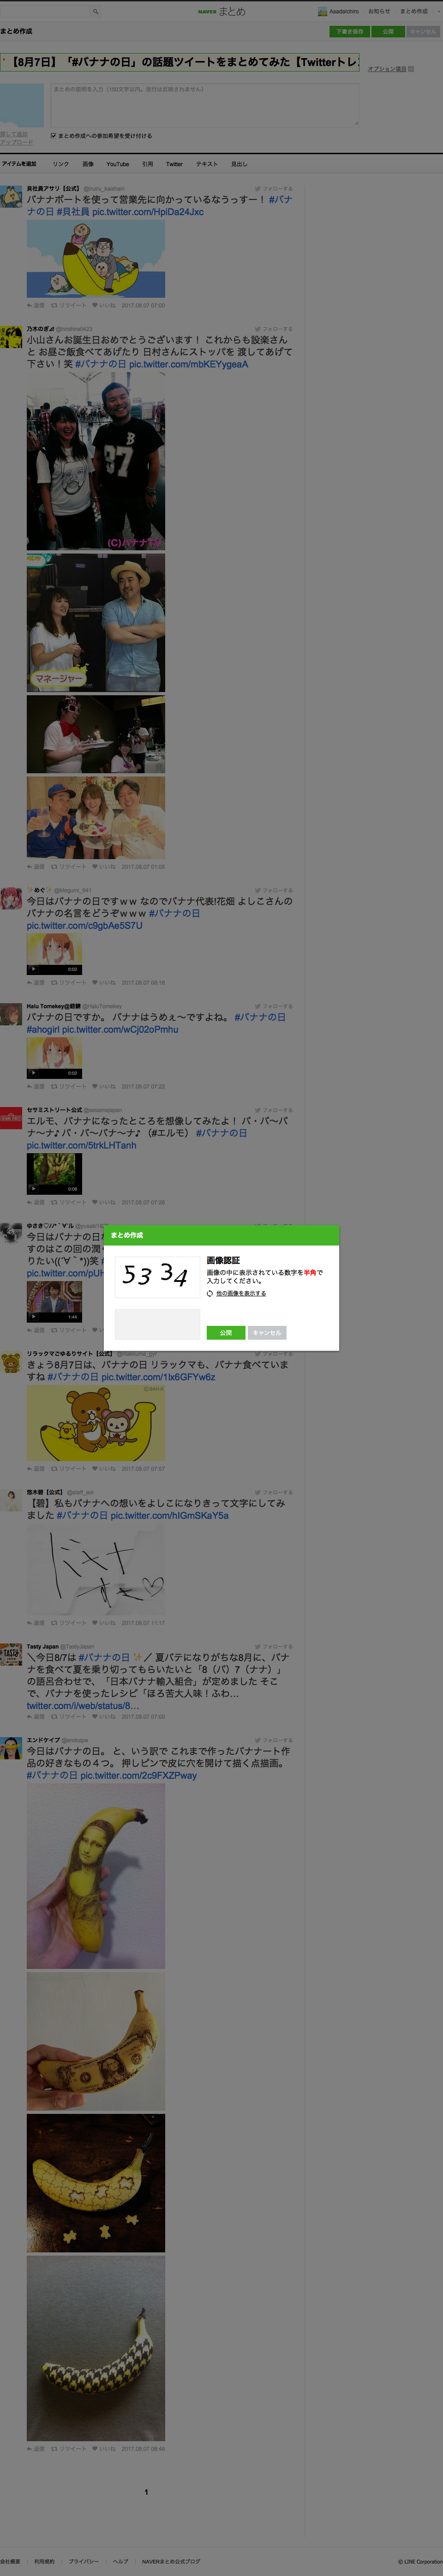 NAVER まとめ
Asadaichiro お知らせ まとめ作成
まとめ作成
下書き保存 公開 キャンセル
【8月7日】「#バナナの日」の話題ツイートをまとめてみた【Twitterトレ
オプション項目
まとめの説明を入力（150文字以内。改行は反映されません）
探して追加
アップロード
まとめ作成への参加希望を受け付ける
アイテムを追加 リンク 画像 YouTube 引用 Twitter テキスト 見出し
貝社員アサリ【公式】 フォローする
バナナボートを使って営業先に向かっているなうっすー！ #バナ
ナの日 #貝社員 pic.twitter.com/HpiDa24Jxc
返信 リツイート いいね 2017.08.07 07:00
フォローする
小山さんお誕生日おめでとうございます！ これからも設楽さん
と お昼ご飯食べてあげたり 日村さんにストッパを 渡してあげて
下さい！笑 #バナナの日 pic.twitter.com/mbKEYygeaA
B
97
マネージャー
返信 リツイート いいね 2017.08.07 01:05
めぐ @Megumi_941 フォローする
今日はバナナの日ですｗｗ なのでバナナ代表!花畑 よしこさんの
バナナの名言をどうぞｗｗｗ #バナナの日
pic.twitter.com/c9gbAe5S7U
0:03
返信 リツイート いいね 2017.08.07 06:16
@HaluTomekey フォローする
バナナの日ですか。 バナナはうめぇ〜ですよね。 #バナナの日
#ahogirl pic.twitter.com/wCj02oPmhu
0:03
返信 リツイート いいね 2017.08.07 07:22
セサミストリート公式 @sesamejapan フォローする
エルモ、バナナになったところを想像してみたよ！ バ・バ〜バ
ナ〜ナ♪ バ・バ〜バナ〜ナ♪ （#エルモ） #バナナの日
pic.twitter.com/5trkLHTanh
0:09
返信 リツイート いいね 2017.08.07 07:26
フォローする
今日はバナナの日な
すのはこの回の潤
りたい((´∀｀*))笑
pic.twitter.com/pUH
1:44
まとめ作成
5334
画像認証
画像の中に表示されている数字を半角で
入力してください。
他の画像を表示する
公開 キャンセル
リラックマごゆるりサイト【公式】 フォローする
きょう8月7日は、バナナの日 リラックマも、バナナ食べていま
すね #バナナの日 pic.twitter.com/1Ix6GFYw6z
返信 リツイート いいね 2017.08.07 07:57
悠木碧【公式】 @staff_aoi フォローする
【碧】私もバナナへの想いをよしこになりきって文字にしてみ
ました #バナナの日 pic.twitter.com/hIGmSKaY5a
返信 リツイート いいね 2017.08.07 11:17
Tasty Japan @TastyJapan フォローする
＼今日8/7は #バナナの日 ✨／ 夏バテになりがちな8月に、バナ
ナを食べて夏を乗り切ってもらいたいと「8（バ）7（ナナ）」
の語呂合わせで、「日本バナナ輸入組合」が定めました そこ
で、バナナを使ったレシピ「ほろ苦大人味！ふわ…
twitter.com/i/web/status/8…
返信 リツイート いいね 2017.08.07 07:00
エンドケイプ @endcape フォローする
今日はバナナの日。 と、いう訳で これまで作ったバナナート作
品の好きなもの４つ。 押しピンで皮に穴を開けて描く点描画。
#バナナの日 pic.twitter.com/2c9FXZPway
返信 リツイート いいね 2017.08.07 08:46
1
会社概要 利用規約 プライバシー ヘルプ NAVERまとめ公式ブログ
© LINE Corporation